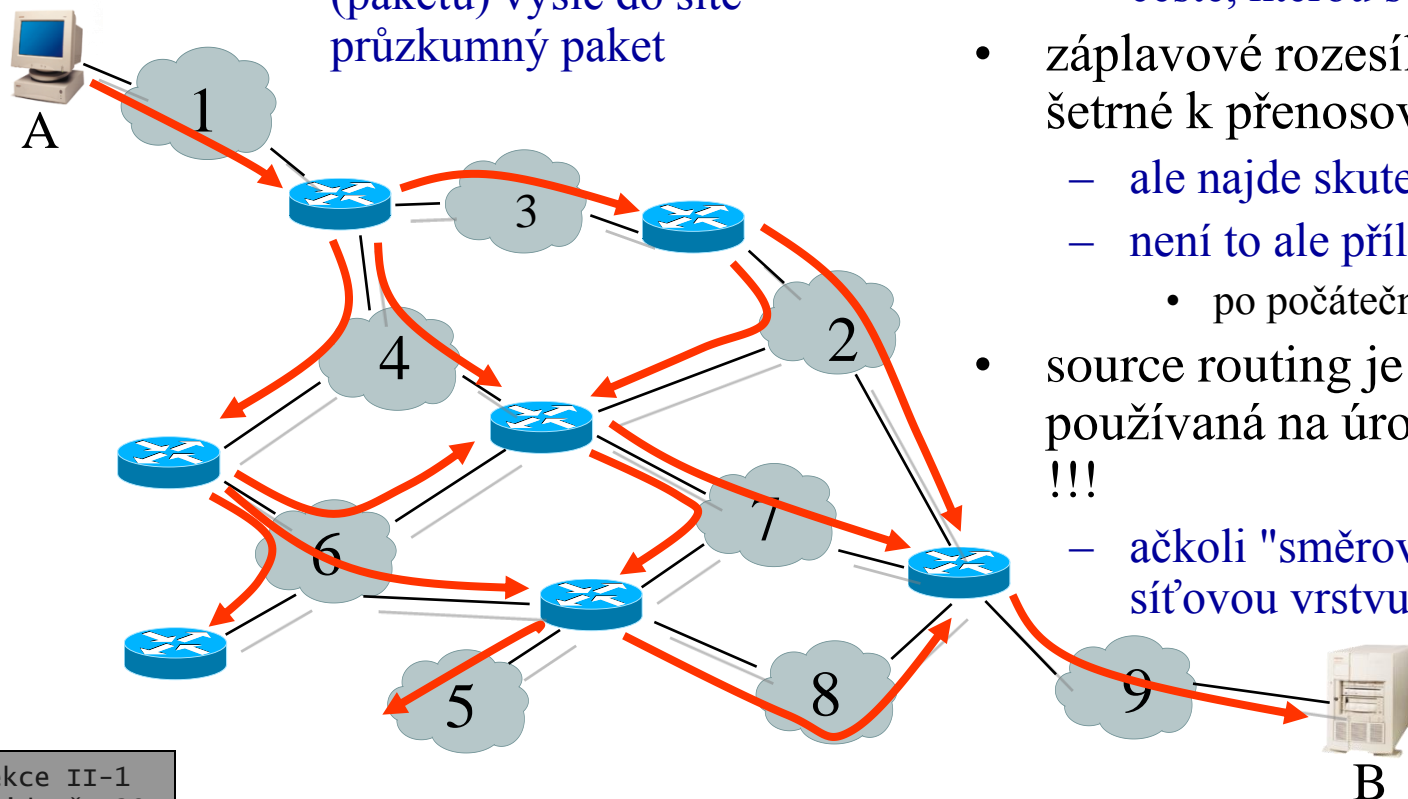 (paketů) vyšle do sítě
průzkumný paket
A
1
3
4
2
6
7
5
8
9
B
•
záplavové rozesíl
šetrné k přenosov
– ale najde skute
– není to ale příl
• po počátečn
• source routing je
používaná na úro
!!!
– ačkoli "směrov
síťovou vrstvu
kce II-1